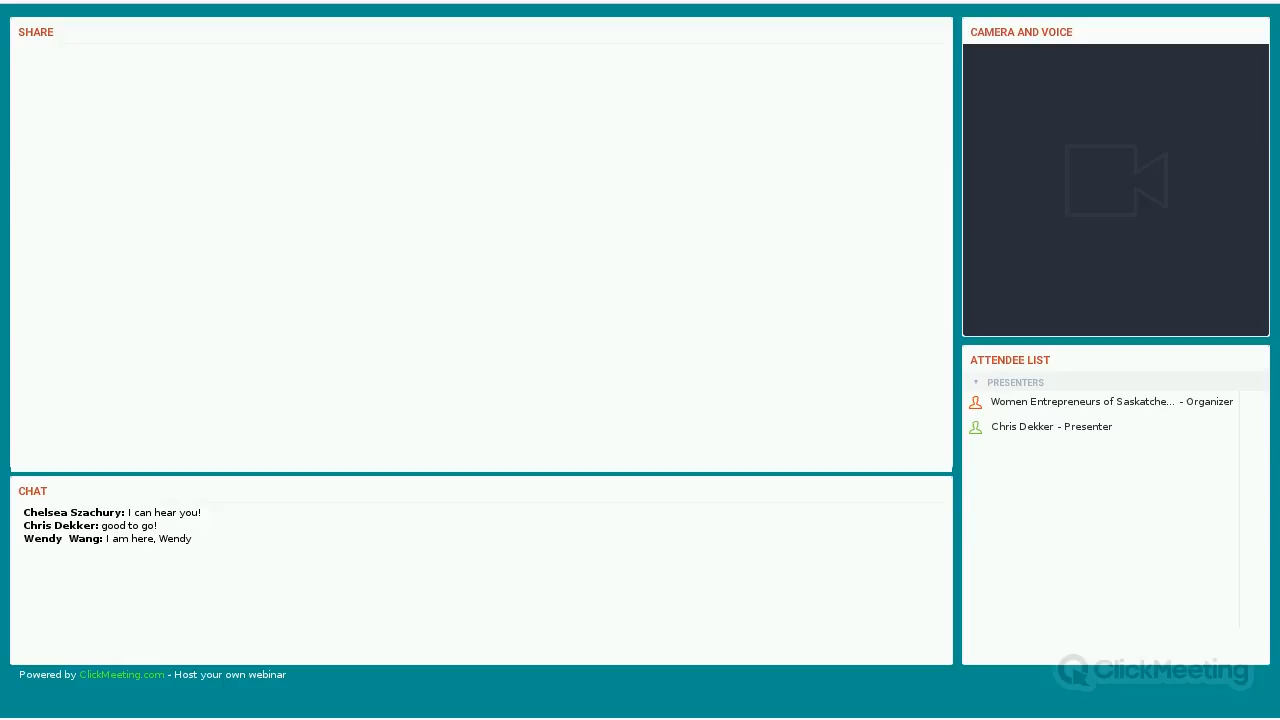 SHARE
CAMERA AND VOICE
ATTENDEE LIST
PRESENTERS
Women Entrepreneurs of Saskatche... - Organizer
Chris Dekker - Presenter
CHAT
Chelsea Szachury: I can hear you!
Chris Dekker: good to go!
Wendy Wang: I am here, Wendy
ClickMeeting
Powered by ClickMeeting.com - Host your own webinar